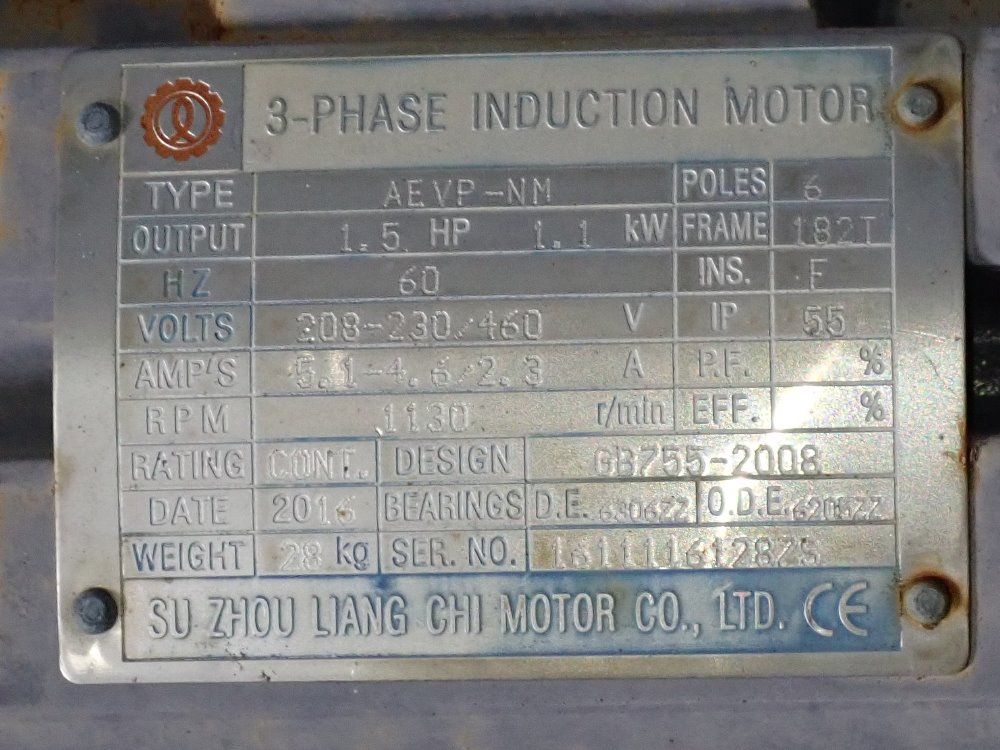 3-PHASE INDUCTION MOTOR
TYPE AEVP-NM POLES 6
OUTPUT 1.5 HP 1.1 kW FRAME 182T
HZ 60 INS. F
VOLTS 208-230/460 V IP 55
AMP'S 5.1-4.6/2.3 A P.F. %
RPM 1130 r/min EFF. %
RATING CONT. DESIGN GB755-2008
DATE 2016 BEARINGS D.E. 6306ZZ O.D.E. 6205ZZ
WEIGHT 28 kg SER. NO.
SU ZHOU LIANG CHI MOTOR CO., LTD. CE